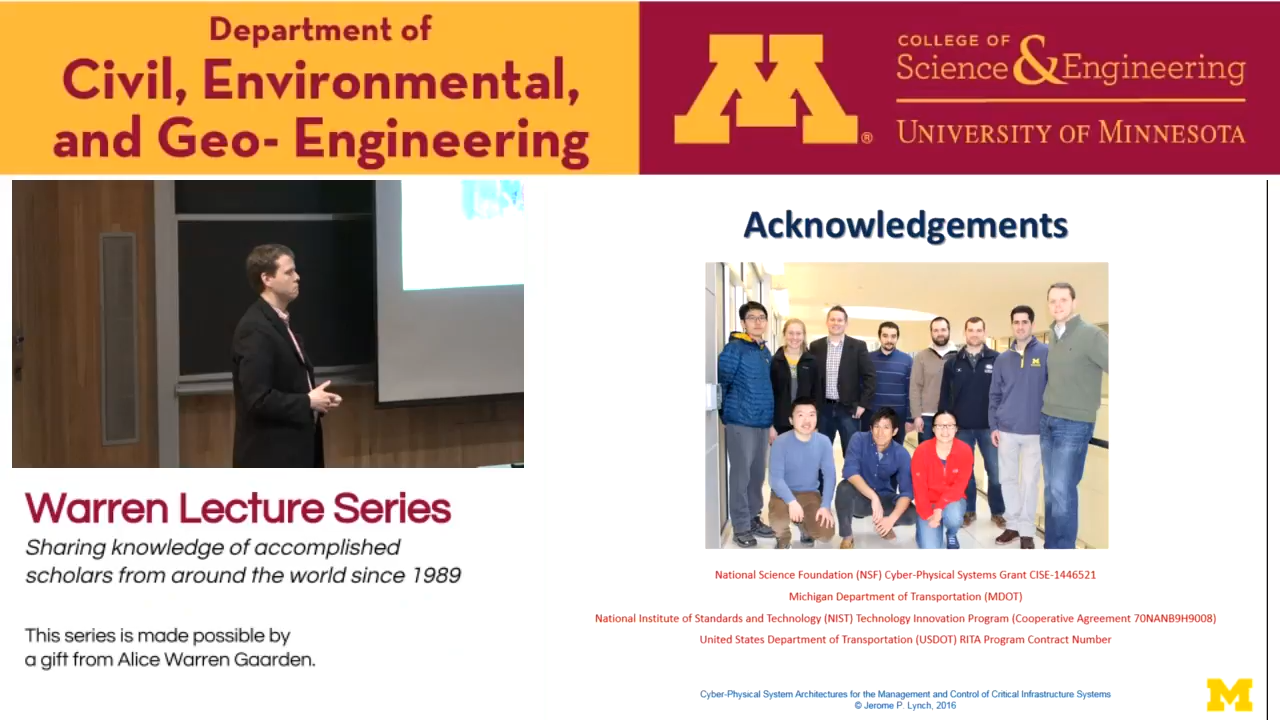 Department of
Civil, Environmental,
and Geo- Engineering
M®
COLLEGE OF
Science & Engineering
UNIVERSITY OF MINNESOTA
Warren Lecture Series
Sharing knowledge of accomplished
scholars from around the world since 1989
This series is made possible by
a gift from Alice Warren Gaarden.
Acknowledgements
National Science Foundation (NSF) Cyber-Physical Systems Grant CISE-1446521
Michigan Department of Transportation (MDOT)
National Institute of Standards and Technology (NIST) Technology Innovation Program (Cooperative Agreement 70NANB9H9008)
United States Department of Transportation (USDOT) RITA Program Contract Number
Cyber-Physical System Architectures for the Management and Control of Critical Infrastructure Systems
© Jerome P. Lynch, 2016
M